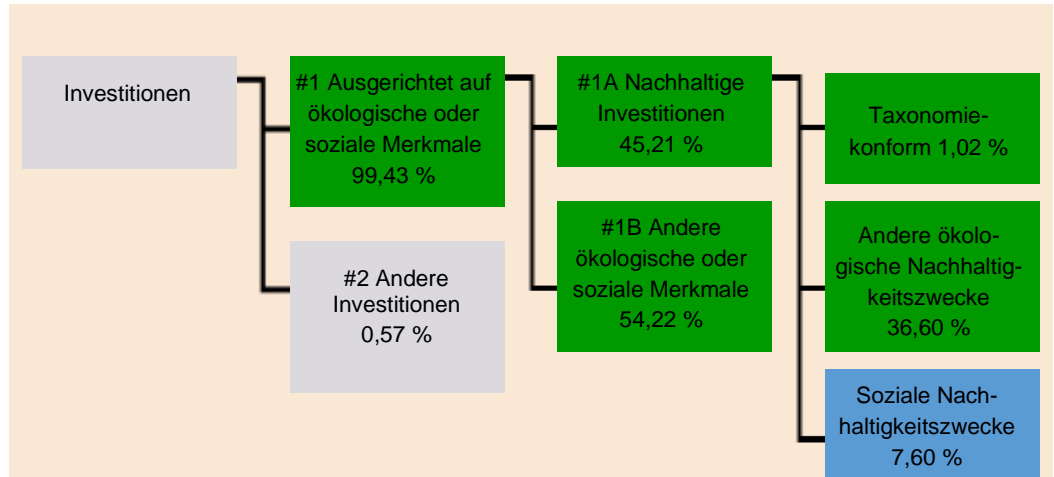 Investitionen
#1 Ausgerichtet auf
ökologische oder
soziale Merkmale
99,43 %
#2 Andere
Investitionen
0,57 %
#1A Nachhaltige
Investitionen
45,21 %
#1B Andere
ökologische oder
soziale Merkmale
54,22 %
Taxonomie-
konform 1,02 %
Andere ökolo-
gische Nachhaltig-
keitszwecke
36,60 %
Soziale Nach-
haltigkeitszwecke
7,60 %